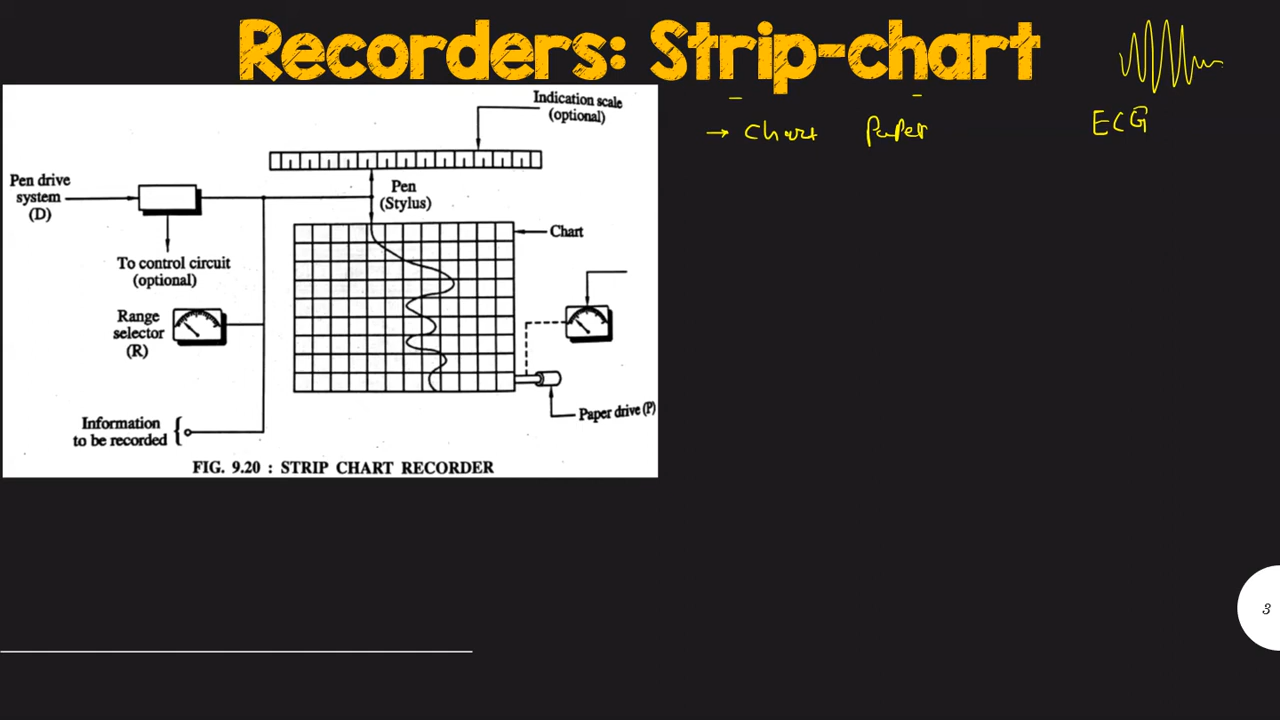 Recorders: Strip-chart
→ Chart Paper
ECG
Indication scale
(optional)
Pen drive
system
(D)
Pen
(Stylus)
Chart
To control circuit
(optional)
Range
selector
(R)
Paper drive (P)
Information
to be recorded
FIG. 9.20 : STRIP CHART RECORDER
3